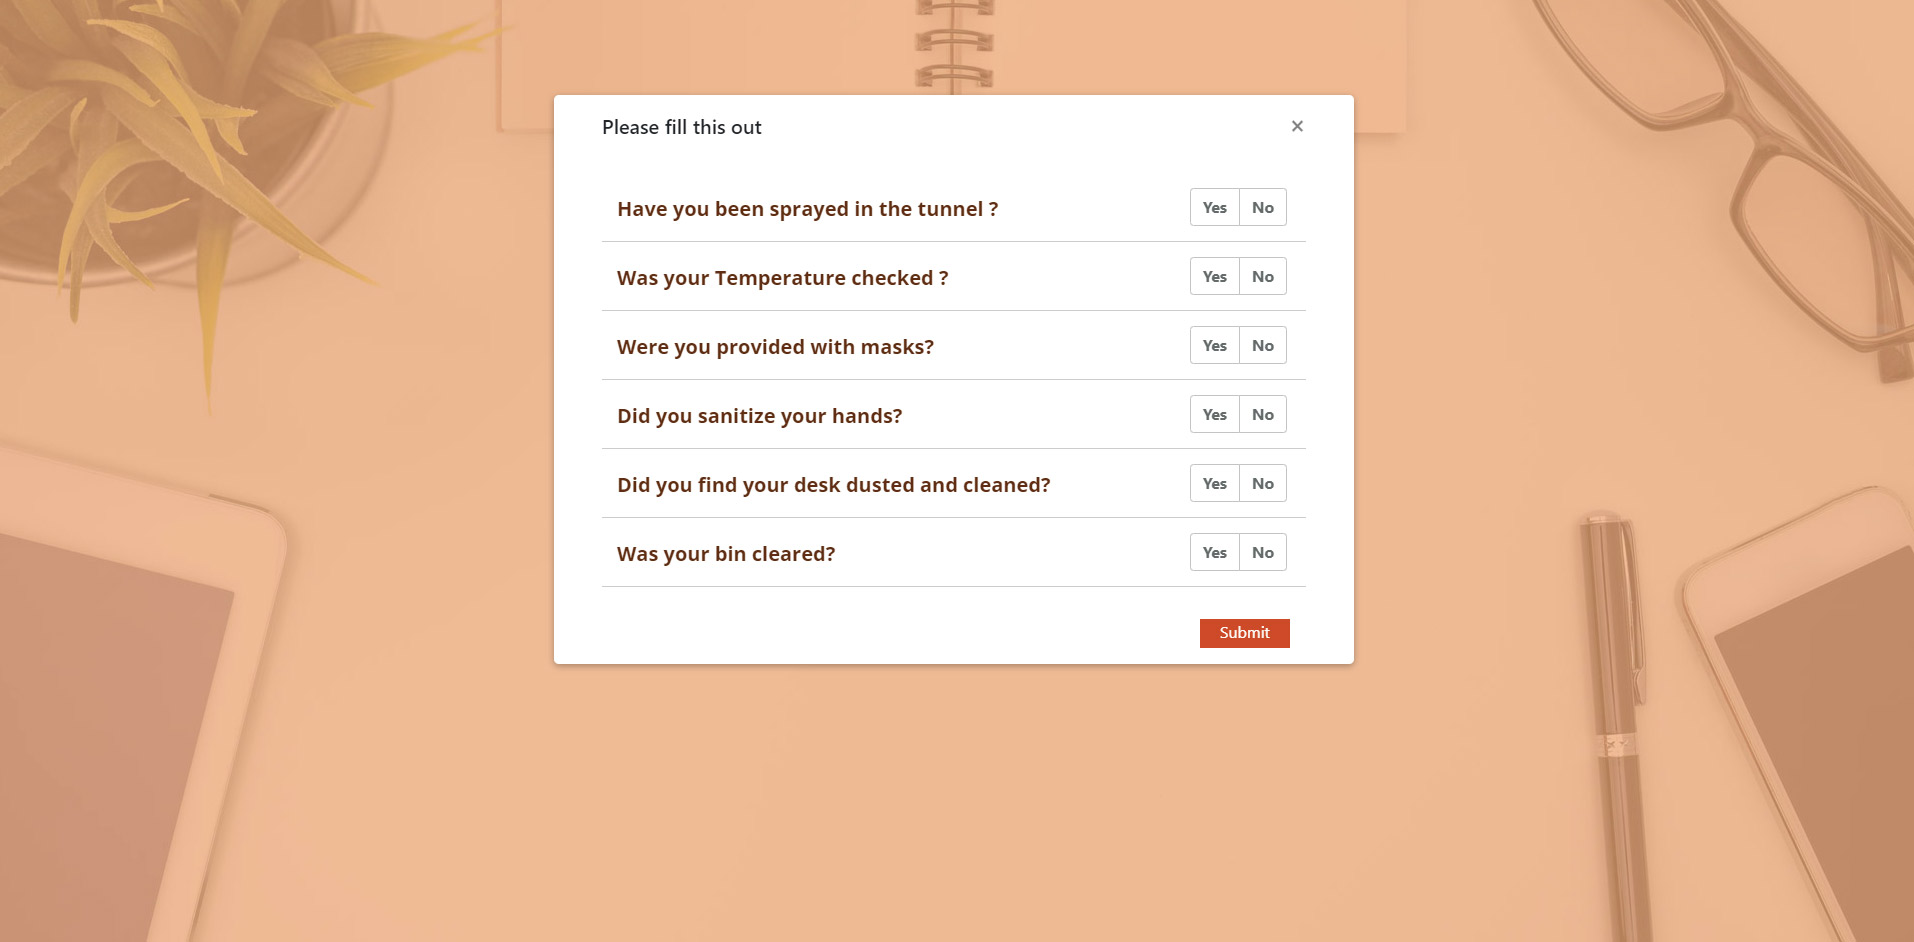 Please fill this out ×
Have you been sprayed in the tunnel ? Yes No
Was your Temperature checked ? Yes No
Were you provided with masks? Yes No
Did you sanitize your hands? Yes No
Did you find your desk dusted and cleaned? Yes No
Was your bin cleared? Yes No
Submit